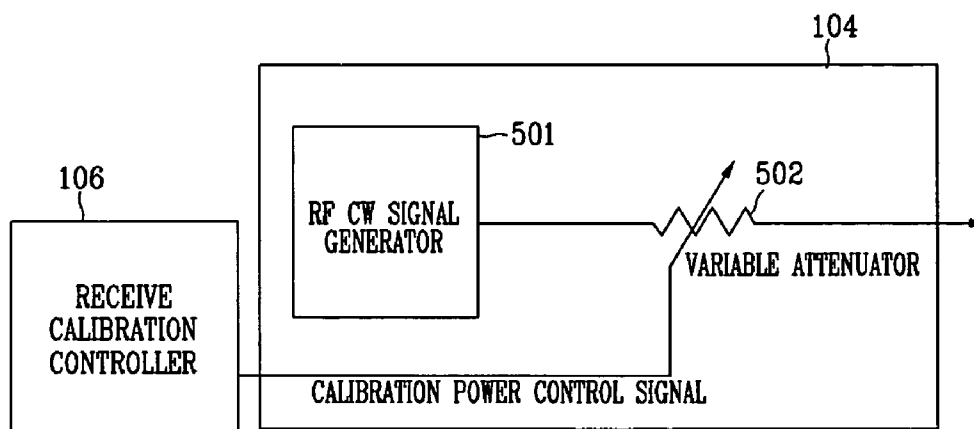 104
501
106
502
RF CW SIGNAL
GENERATOR
VARIABLE ATTENUATOR
RECEIVE
CALIBRATION
CONTROLLER
CALIBRATION POWER CONTROL SIGNAL